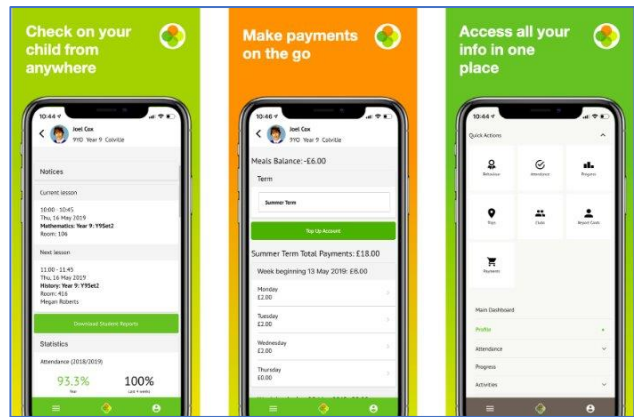 Check on your
child from
anywhere
10:44
Joel Cox
9YO Year 9 Colville
Notices
Current lesson
10:00 - 10:45
Thu, 16 May 2019
Mathematics: Year 9: Y9Set2
Room: 106
Next lesson
11:00 - 11:45
Thu, 16 May 2019
History: Year 9: Y9Set2
Room: 416
Megan Roberts
Download Student Reports
Statistics
Attendance (2018/2019)
93.3% 100%
Year Last 4 weeks
Make payments
on the go
10:46
Joel Cox
9YO Year 9 Colville
Meals Balance: -£6.00
Term
Summer Term
Top Up Account
Summer Term Total Payments: £18.00
Week beginning 13 May 2019: £6.00
Monday
£2.00
Tuesday
£2.00
Wednesday
£2.00
Thursday
£0.00
Access all your
info in one
place
10:44
Quick Actions
Behaviour Attendance Progress
Trips Clubs Report Cards
Payments
Main Dashboard
Profile
Attendance
Progress
Activities